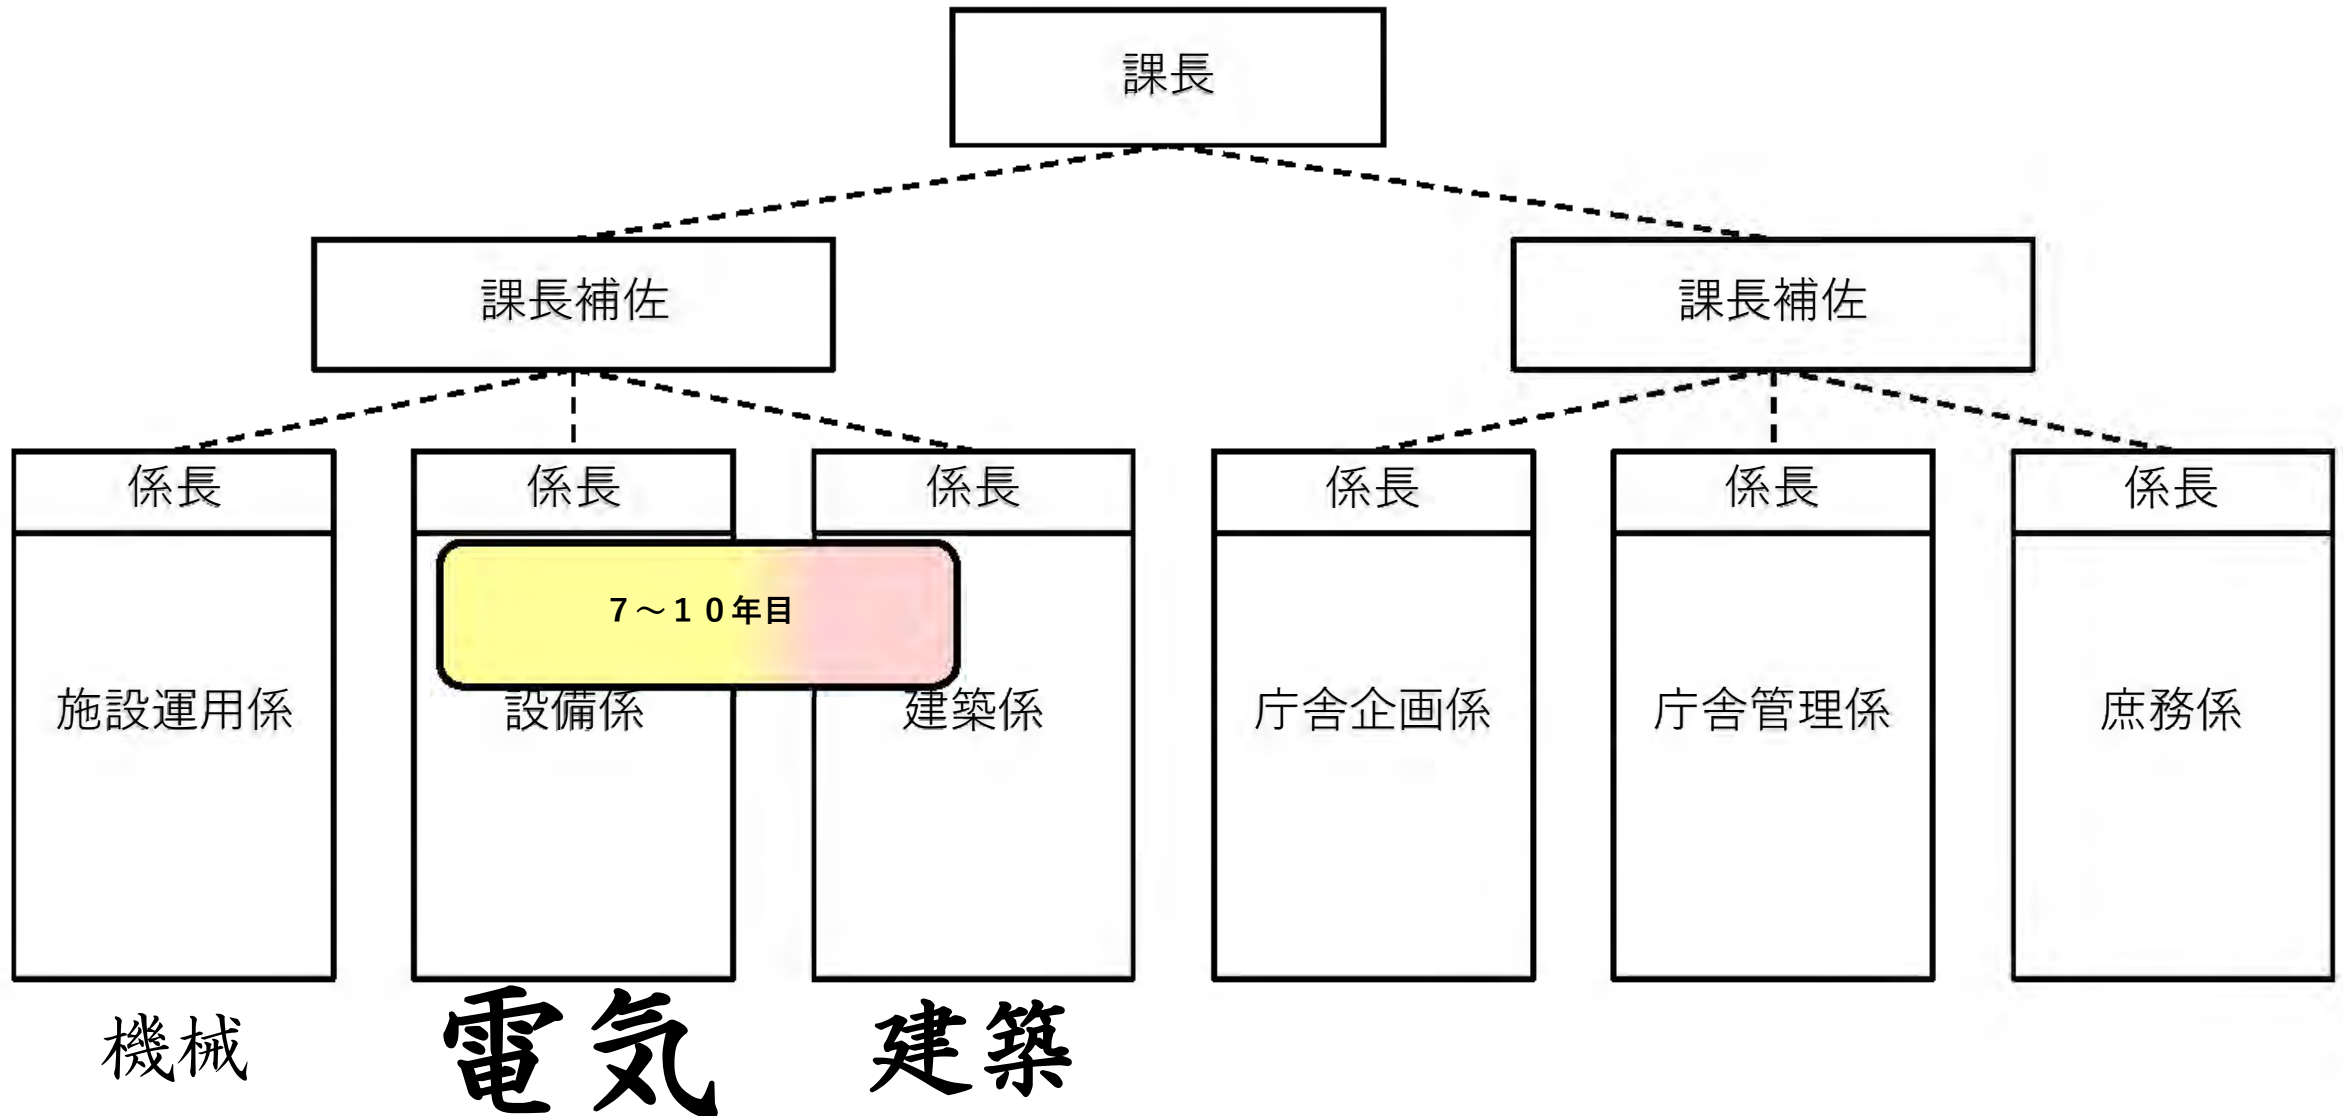 課長
課長補佐
課長補佐
係長
係長
係長
係長
係長
係長
7～10年目
施設運用係
設備係
建築係
庁舎企画係
庁舎管理係
庶務係
機械
電気
建築